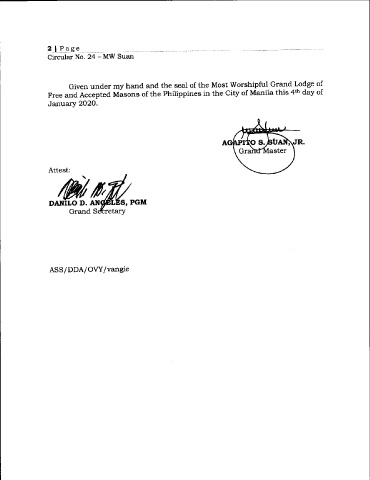 2 | Page
Circular No. 24 – MW Suan
Given under my hand and the seal of the Most Worshipful Grand Lodge of
Free and Accepted Masons of the Philippines in the City of Manila this 4th day of
January 2020.
AGAPITO S. SUAN, JR.
Grand Master
Attest:
DANILO D. ANGELES, PGM
Grand Secretary
ASS/DDA/OVY/vangie